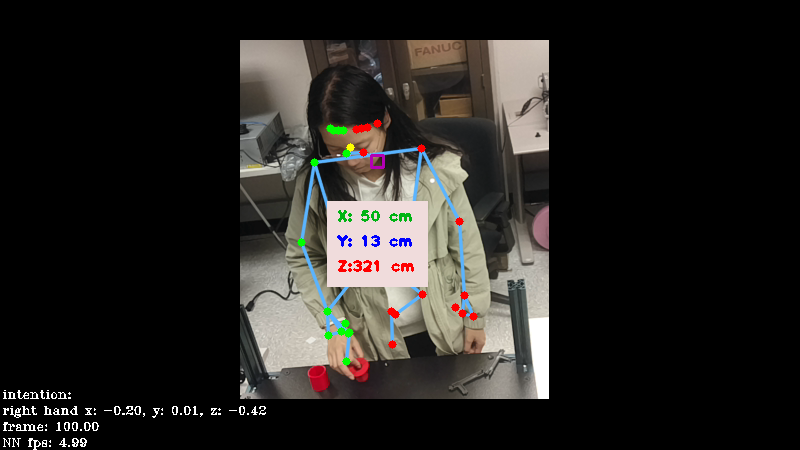 FANUC
X: 50 cm
Y: 13 cm
Z:321 cm
intention:
right hand x: −0.20, y: 0.01, z: −0.42
frame: 100.00
NN fps: 4.99